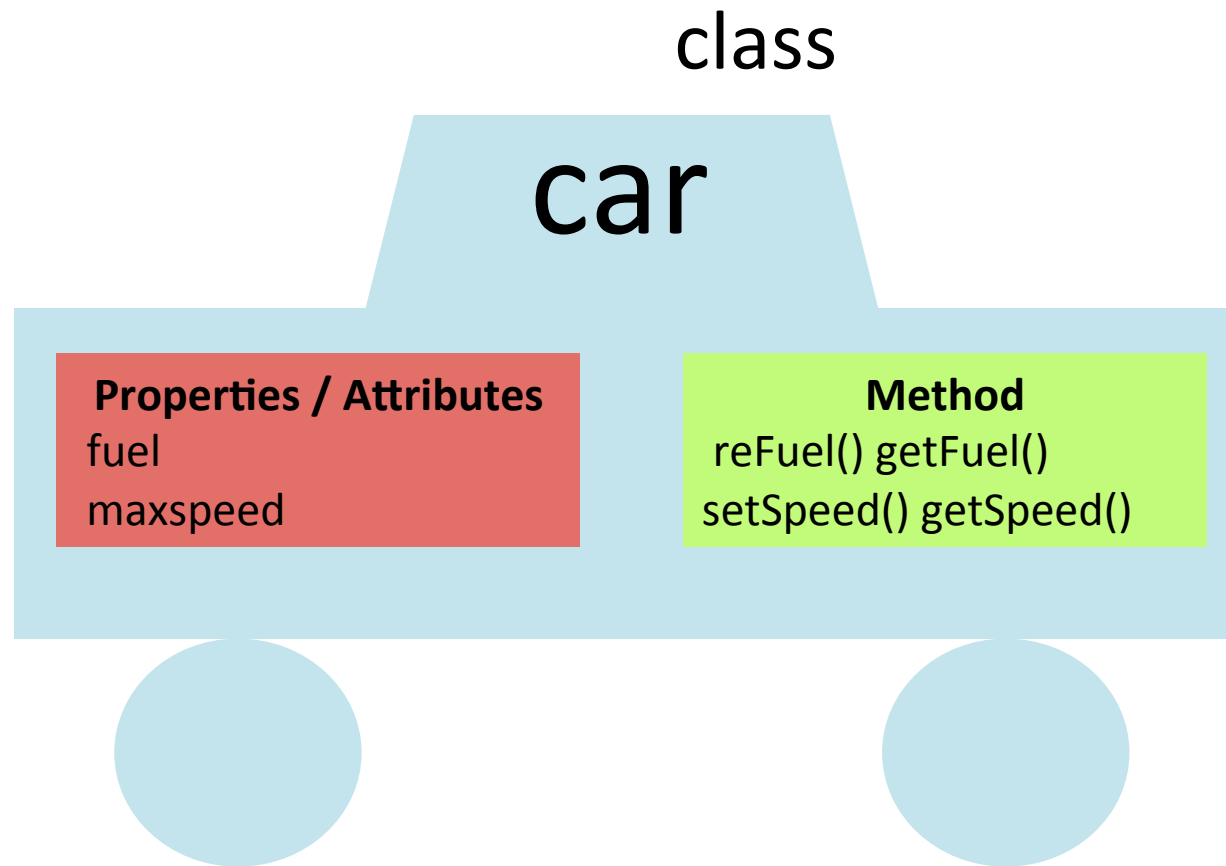 class
car
Properties / Attributes
fuel
maxspeed
Method
reFuel() getFuel()
setSpeed() getSpeed()